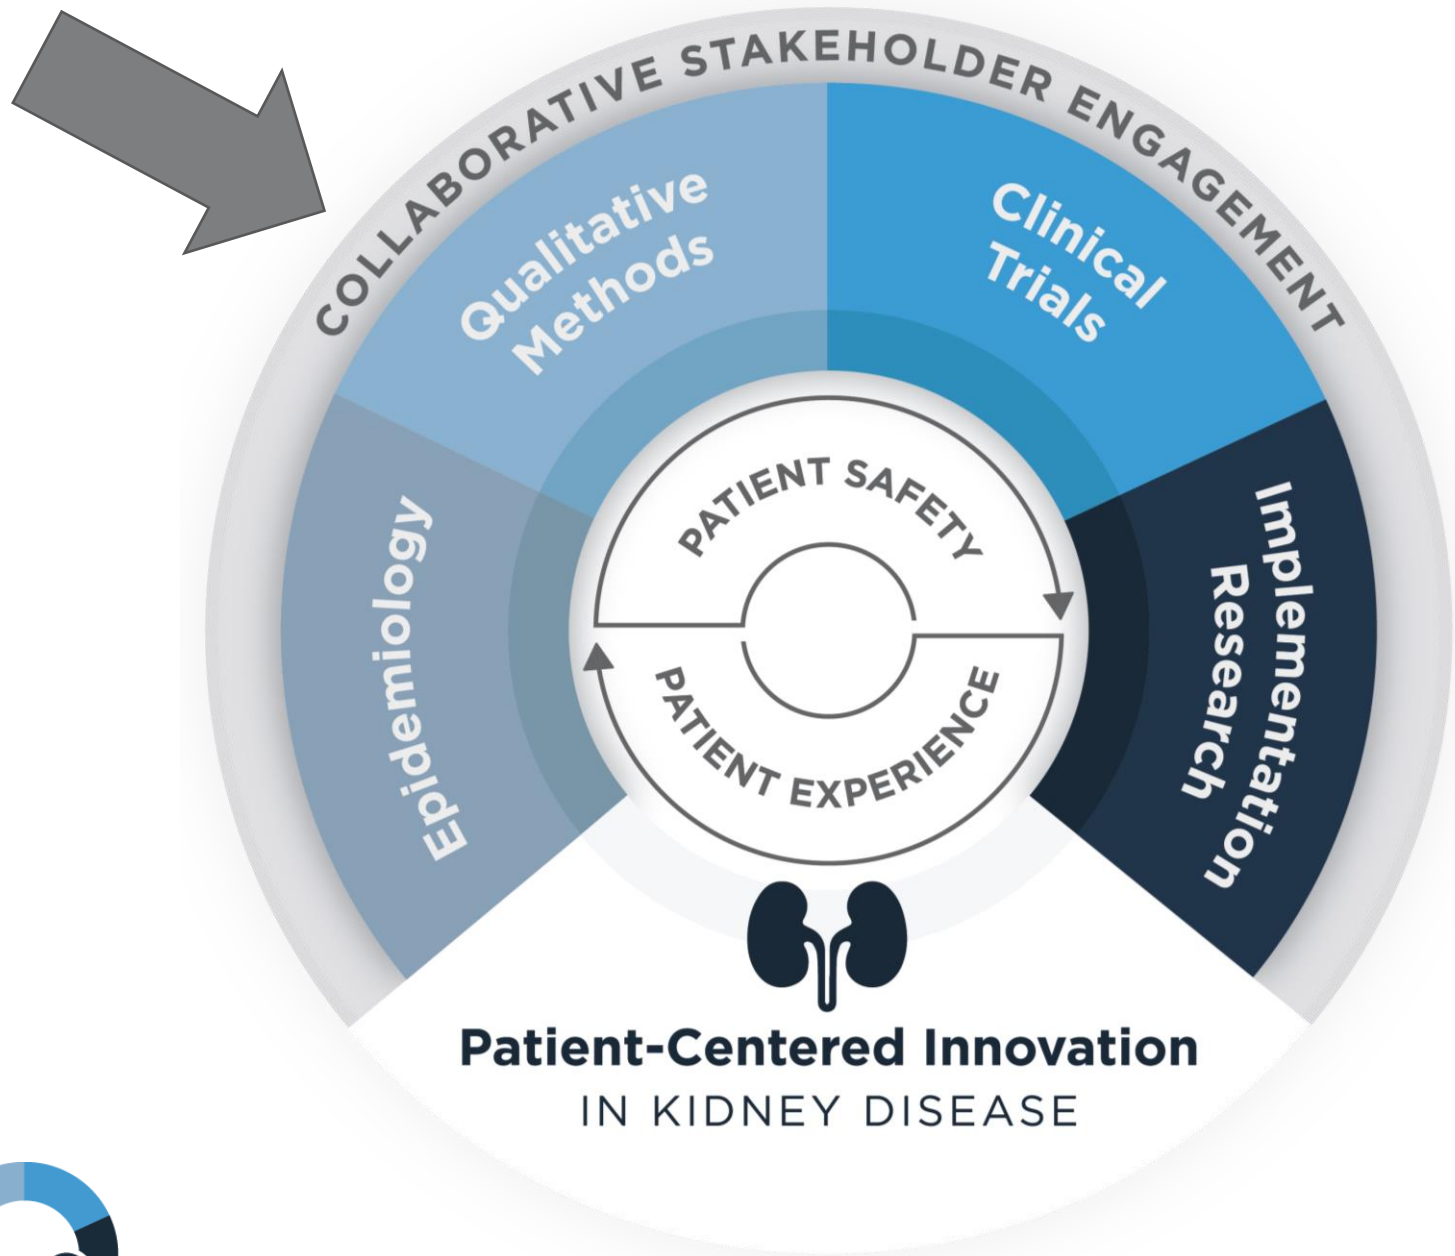 COLLABORATIVE STAKEHOLDER ENGAGEMENT
Qualitative
Methods
Clinical
Trials
Epidemiology
Implementation
Research
PATIENT SAFETY
PATIENT EXPERIENCE
Patient-Centered Innovation
IN KIDNEY DISEASE